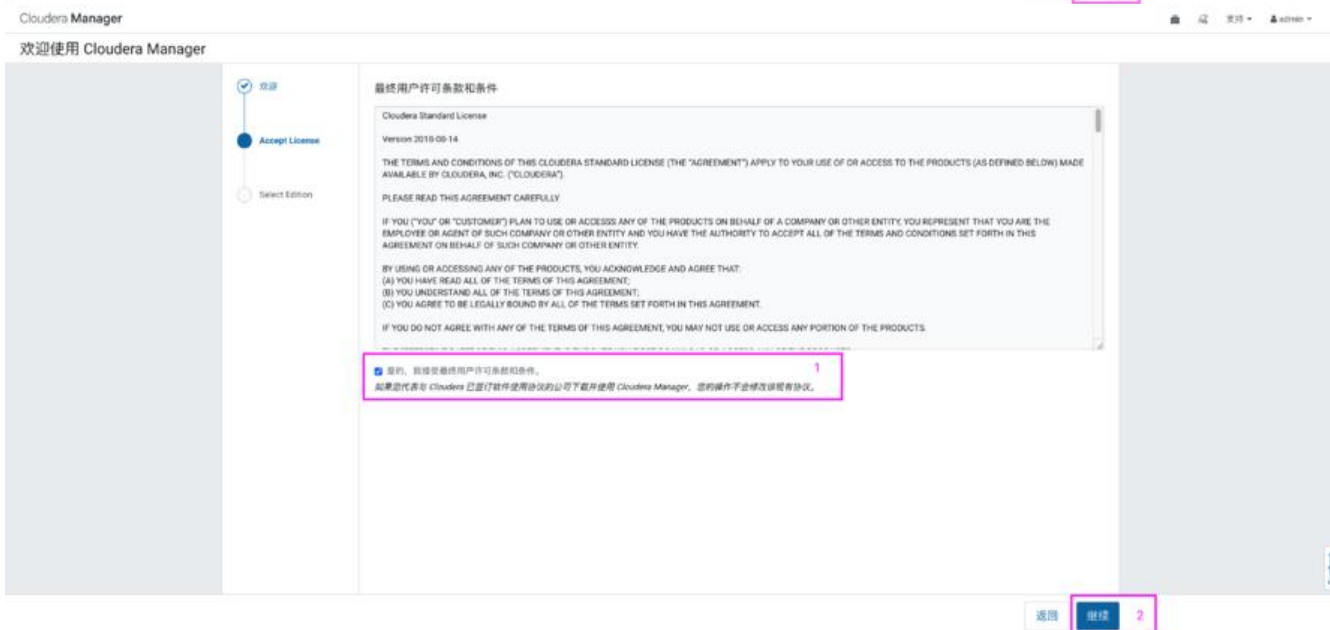 Cloudera Manager
支持
admin
欢迎使用 Cloudera Manager
欢迎
Accept License
Select Edition
最终用户许可条款和条件
Cloudera Standard License
Version 2018-08-14
THE TERMS AND CONDITIONS OF THIS CLOUDERA STANDARD LICENSE (THE "AGREEMENT") APPLY TO YOUR USE OF OR ACCESS TO THE PRODUCTS (AS DEFINED BELOW) MADE
AVAILABLE BY CLOUDERA, INC. ("CLOUDERA").
PLEASE READ THIS AGREEMENT CAREFULLY.
IF YOU ("YOU" OR "CUSTOMER") PLAN TO USE OR ACCESSS ANY OF THE PRODUCTS ON BEHALF OF A COMPANY OR OTHER ENTITY, YOU REPRESENT THAT YOU ARE THE
EMPLOYEE OR AGENT OF SUCH COMPANY OR OTHER ENTITY AND YOU HAVE THE AUTHORITY TO ACCEPT ALL OF THE TERMS AND CONDITIONS SET FORTH IN THIS
AGREEMENT ON BEHALF OF SUCH COMPANY OR OTHER ENTITY.
BY USING OR ACCESSING ANY OF THE PRODUCTS, YOU ACKNOWLEDGE AND AGREE THAT:
(A) YOU HAVE READ ALL OF THE TERMS OF THIS AGREEMENT;
(B) YOU UNDERSTAND ALL OF THE TERMS OF THIS AGREEMENT;
(C) YOU AGREE TO BE LEGALLY BOUND BY ALL OF THE TERMS SET FORTH IN THIS AGREEMENT.
IF YOU DO NOT AGREE WITH ANY OF THE TERMS OF THIS AGREEMENT, YOU MAY NOT USE OR ACCESS ANY PORTION OF THE PRODUCTS.
是的，我接受最终用户许可条款和条件。 1
如果您代表与 Cloudera 已签订软件使用协议的公司下载并使用 Cloudera Manager，您的操作不会修改该现有协议。
返回 继续 2